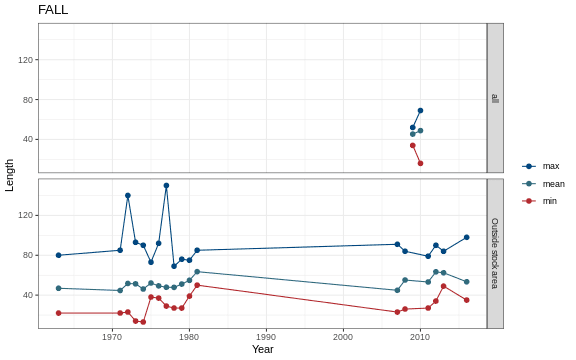 FALL
120
80
40
all
120
80
40
Outside stock area
1970
1980
1990
2000
2010
Year
Length
max
mean
min